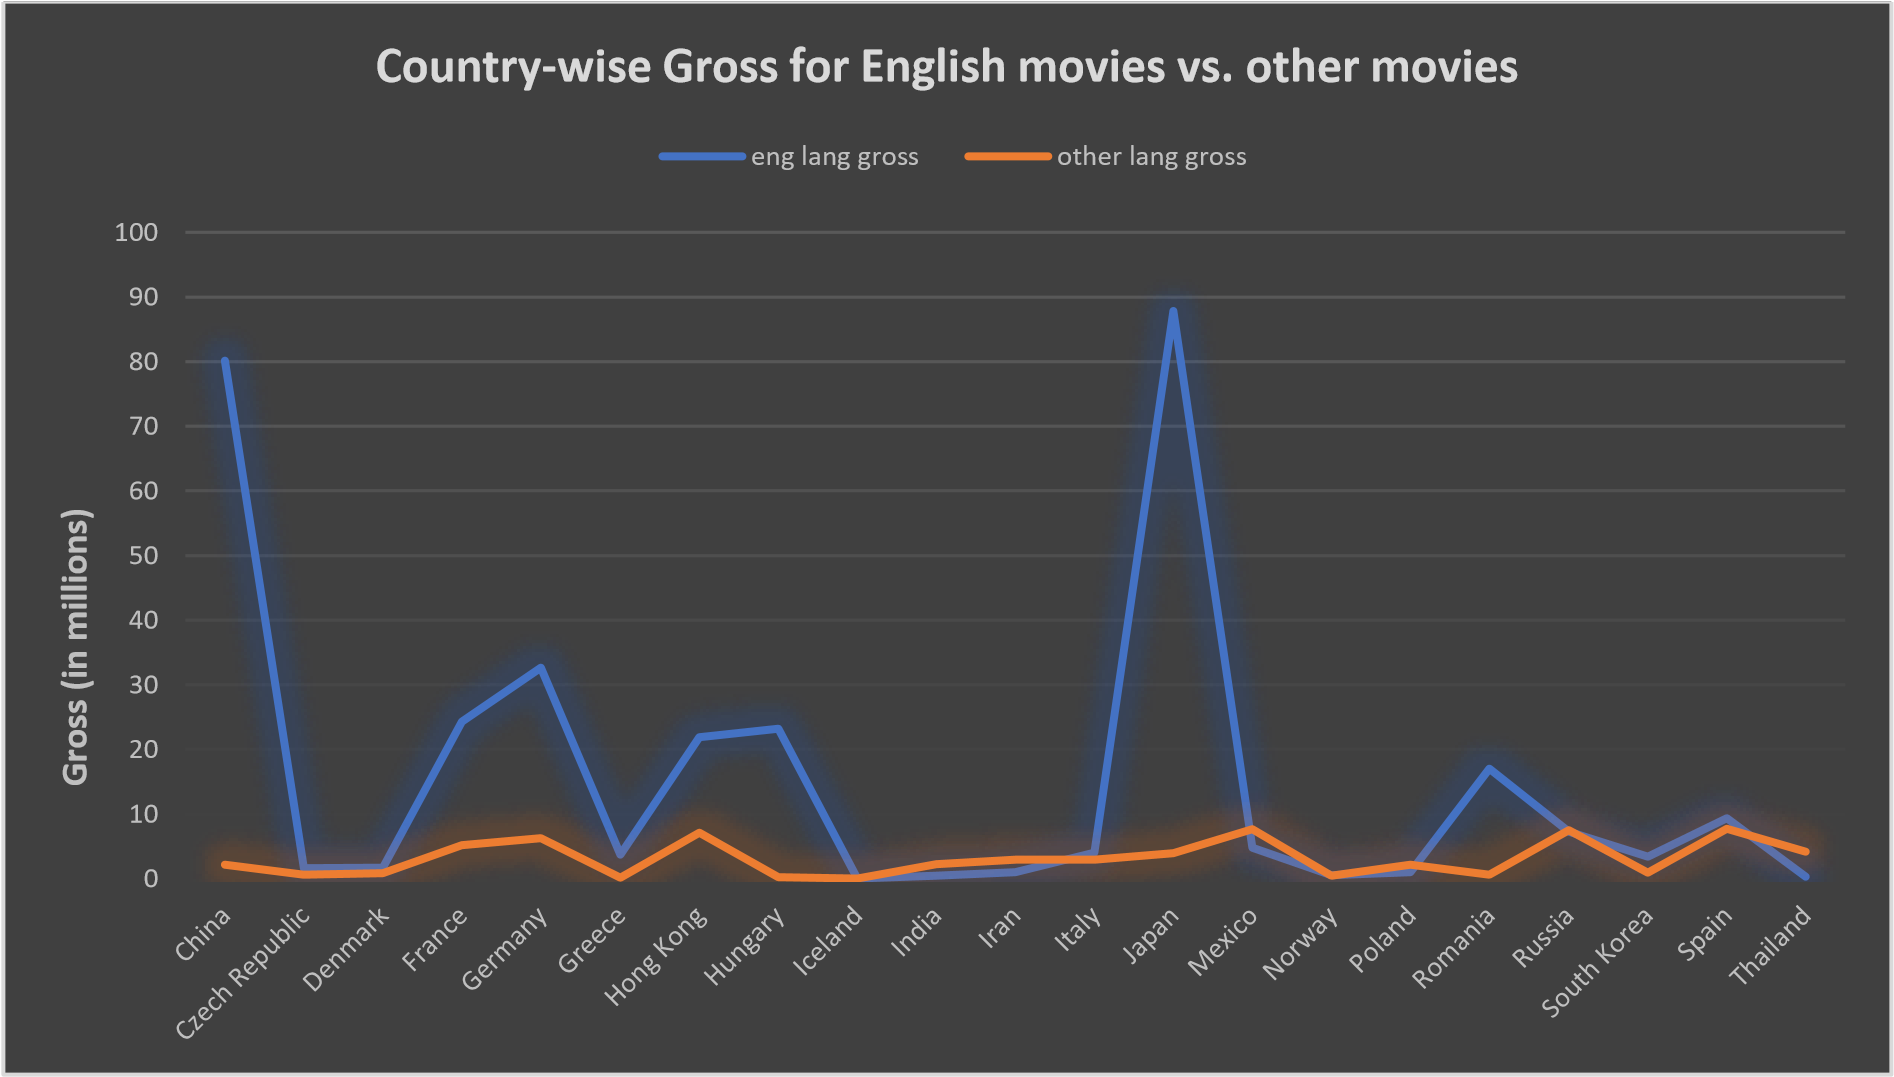 Country-wise Gross for English movies vs. other movies
eng lang gross
other lang gross
100
90
80
70
60
50
40
30
20
10
0
Gross (in millions)
China
Czech Republic
Denmark
France
Germany
Greece
Hong Kong
Hungary
Iceland
India
Iran
Italy
Japan
Mexico
Norway
Poland
Romania
Russia
South Korea
Spain
Thailand